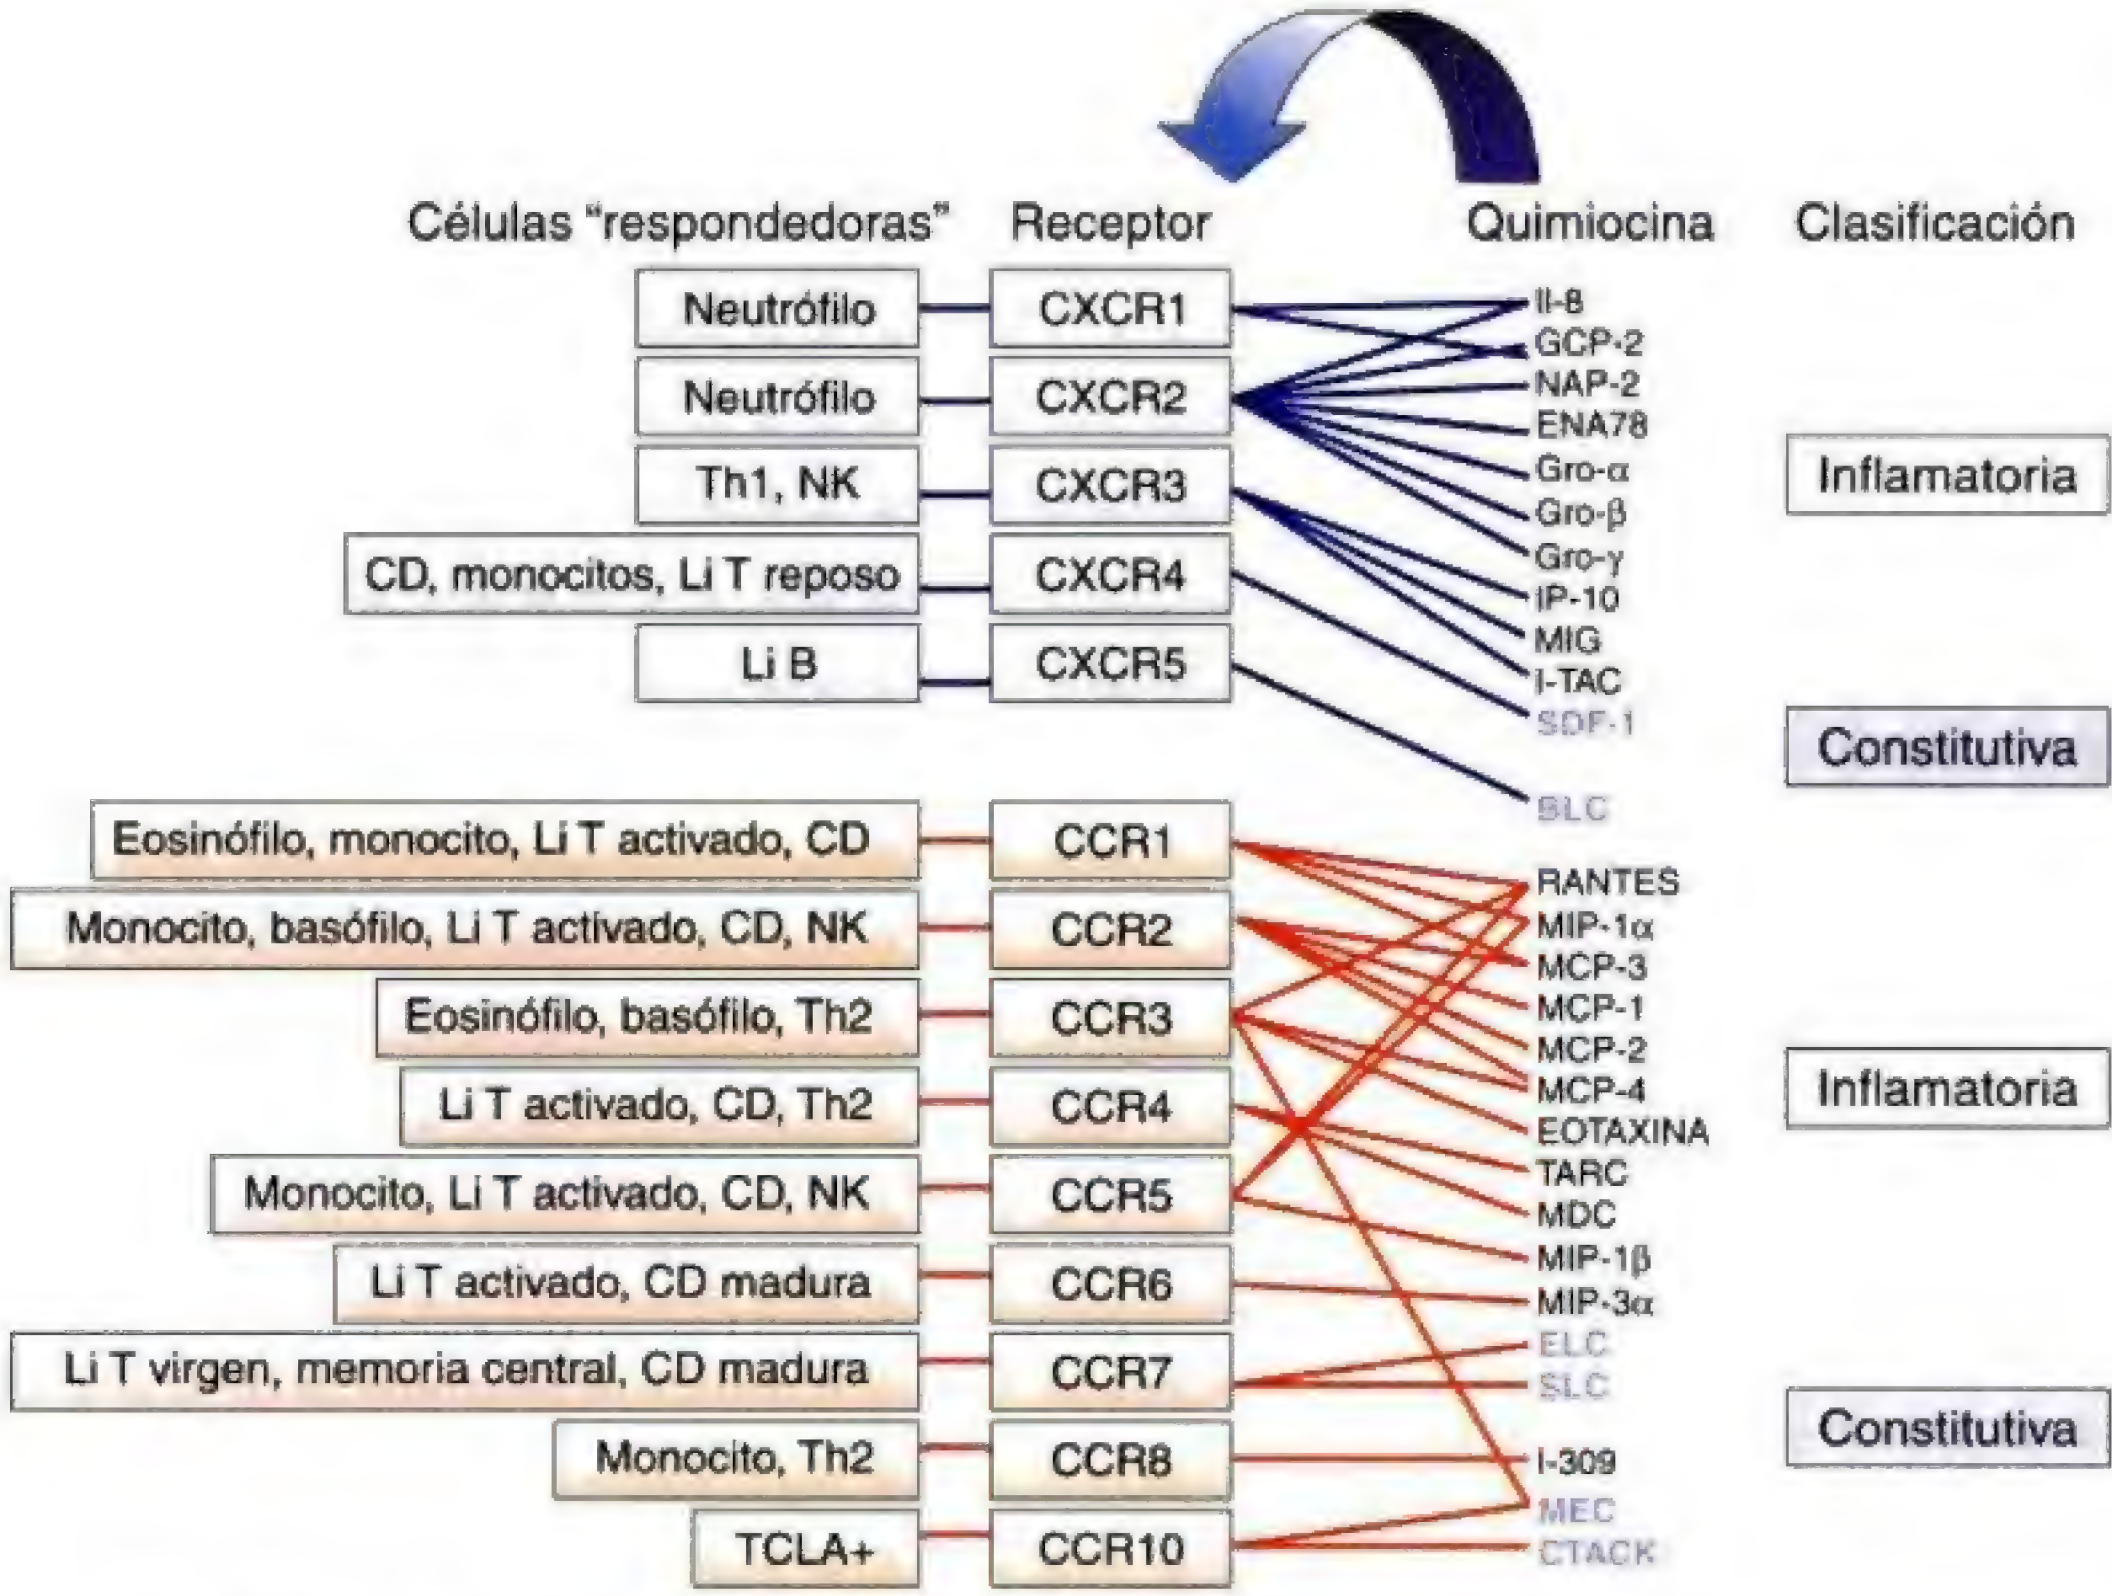 Células “respondedoras” Receptor Quimiocina Clasificación
Neutrófilo CXCR1
Neutrófilo CXCR2
Th1, NK CXCR3
CD, monocitos, Li T reposo CXCR4
Li B CXCR5
Il-8
GCP-2
NAP-2
ENA78
Gro-α
Gro-β
Gro-γ
IP-10
MIG
I-TAC
SDF-1
BLC
Inflamatoria
Constitutiva
Eosinófilo, monocito, Li T activado, CD CCR1
Monocito, basófilo, Li T activado, CD, NK CCR2
Eosinófilo, basófilo, Th2 CCR3
Li T activado, CD, Th2 CCR4
Monocito, Li T activado, CD, NK CCR5
Li T activado, CD madura CCR6
Li T virgen, memoria central, CD madura CCR7
Monocito, Th2 CCR8
TCLA+ CCR10
RANTES
MIP-1α
MCP-3
MCP-1
MCP-2
MCP-4
EOTAXINA
TARC
MDC
MIP-1β
MIP-3α
ELC
SLC
I-309
MEC
CTACK
Inflamatoria
Constitutiva